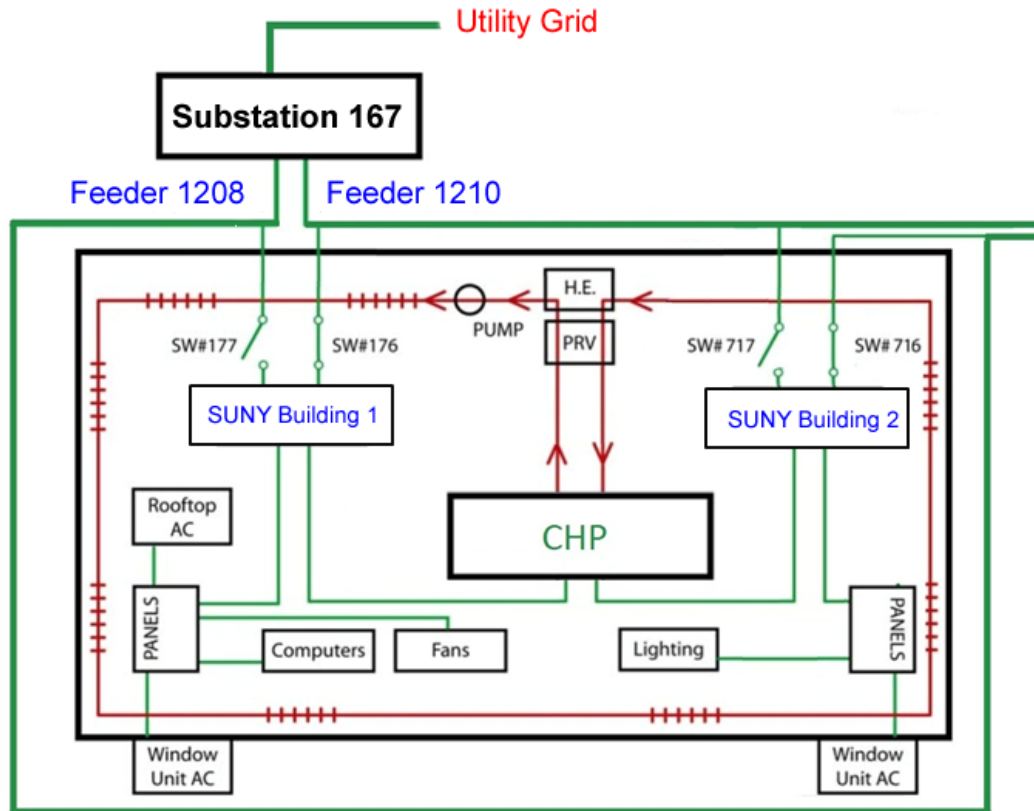 Utility Grid
Substation 167
Feeder 1208
Feeder 1210
H.E.
PUMP
PRV
SW#177
SW#176
SW# 717
SW# 716
SUNY Building 1
SUNY Building 2
CHP
Rooftop
AC
PANELS
Computers
Fans
Lighting
PANELS
Window
Unit AC
Window
Unit AC